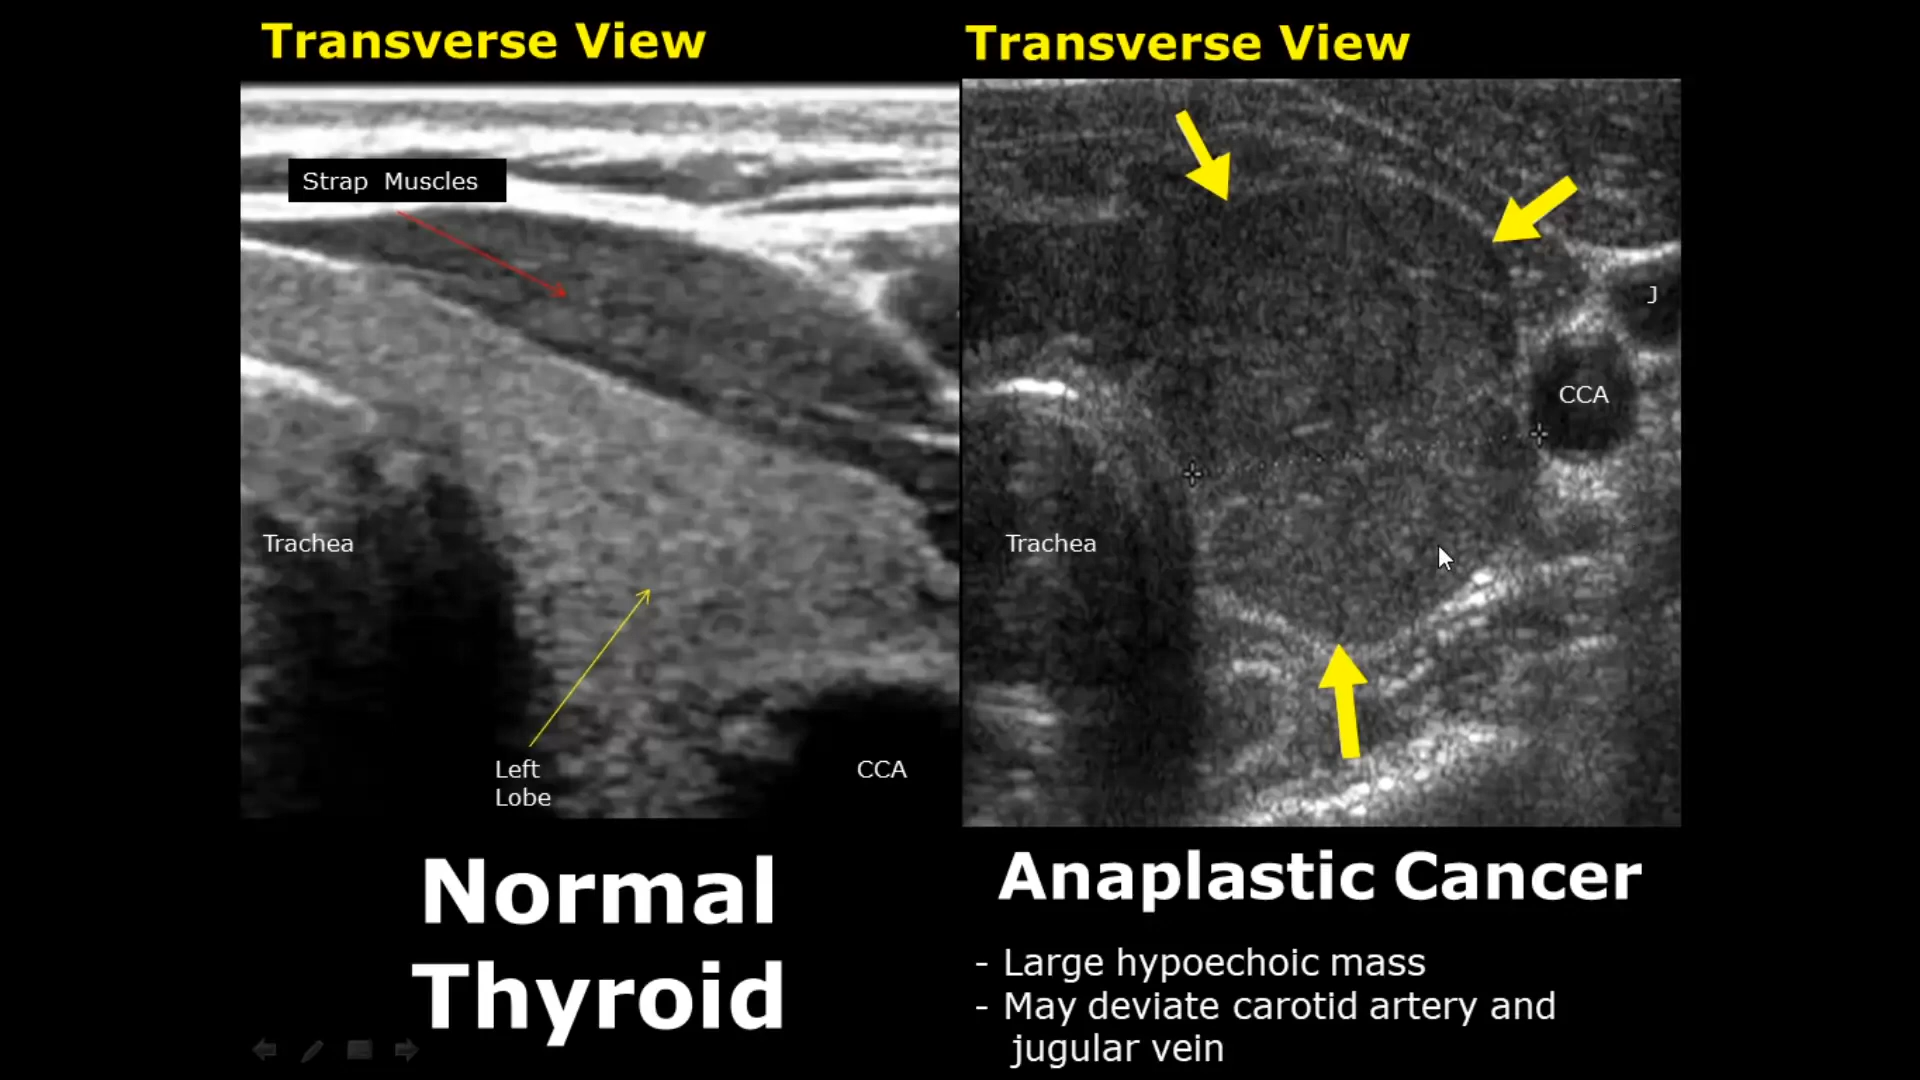 Transverse View
Strap  Muscles
Trachea
Left
Lobe
CCA
Normal
Thyroid
Transverse View
J
CCA
Trachea
Anaplastic Cancer
- Large hypoechoic mass
- May deviate carotid artery and
jugular vein